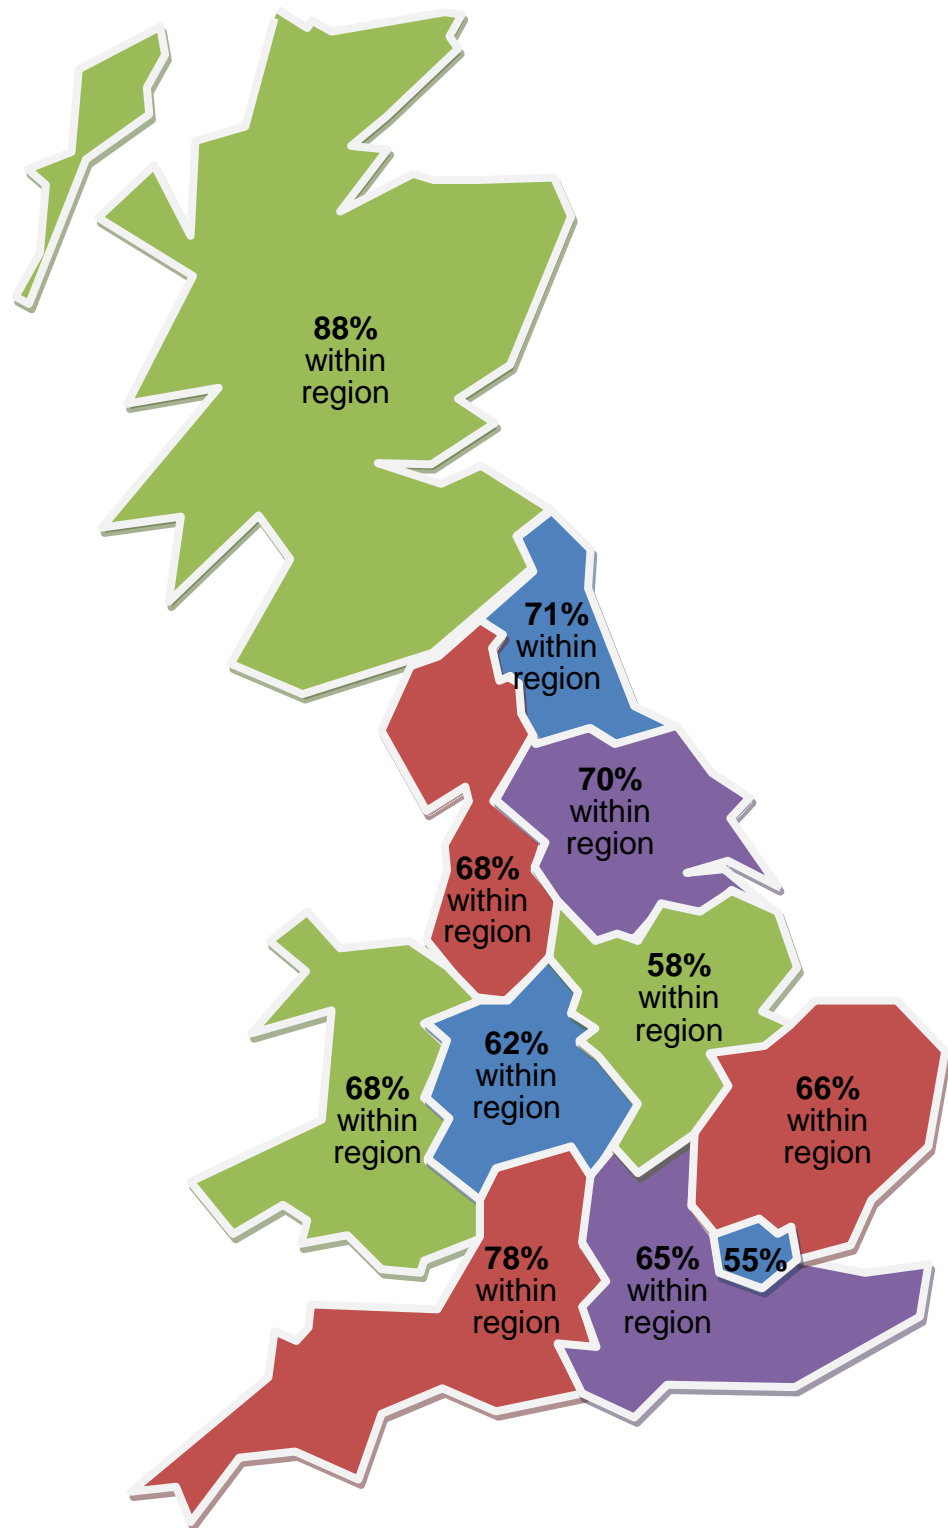 88%
within
region
71%
within
region
70%
within
region
68%
within
region
58%
within
region
62%
within
region
68%
within
region
66%
within
region
78%
within
region
65%
within
region
55%